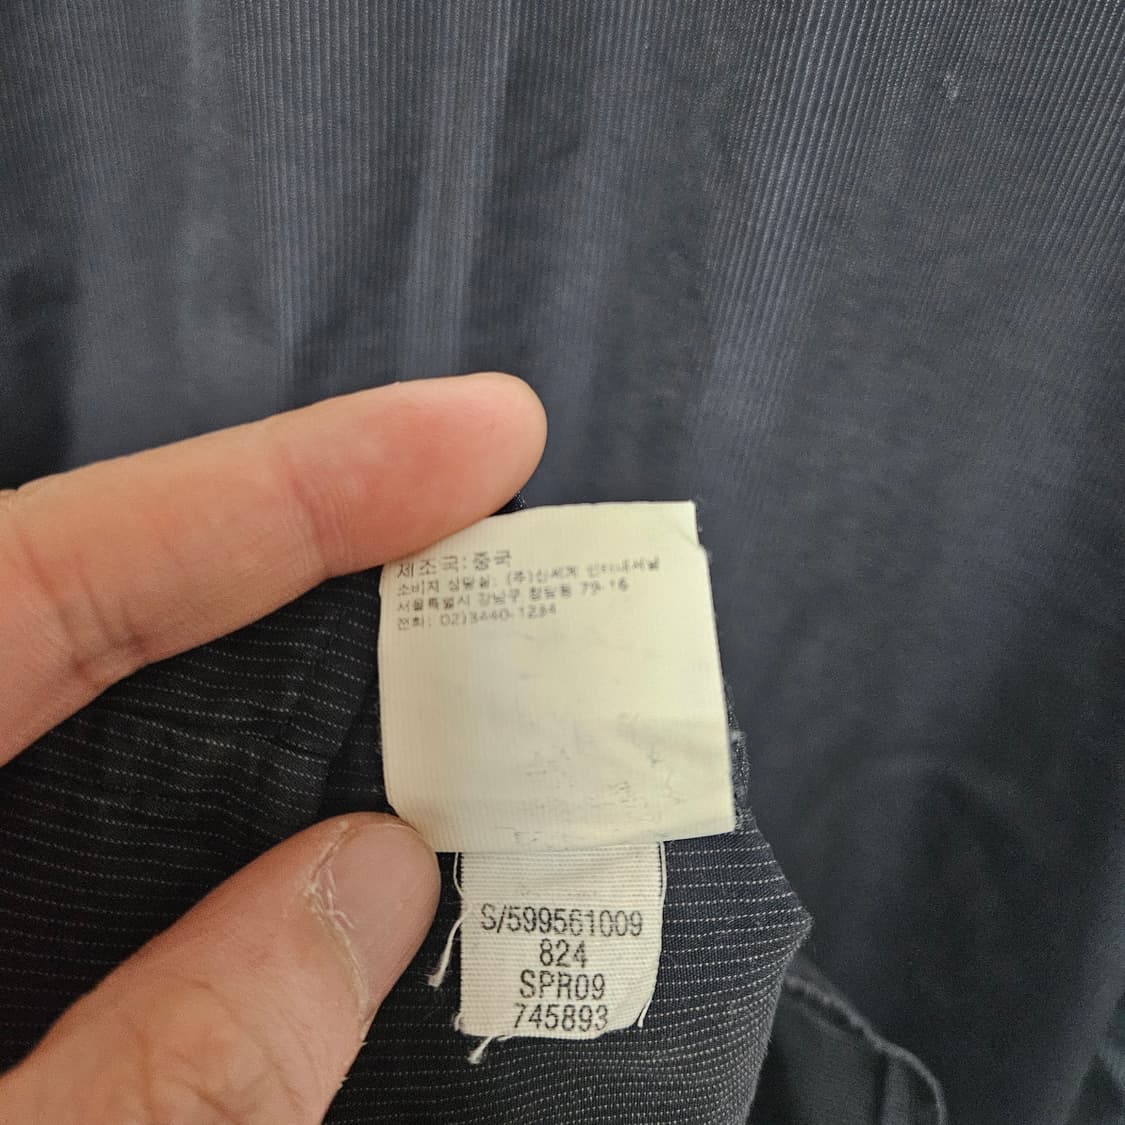 제조국: 중국
소비자 상담실: (주)신세계 인터내셔널
서울특별시 강남구 청담동 79-16
전화: 02)3440-1234
S/599561009
824
SPR09
745893